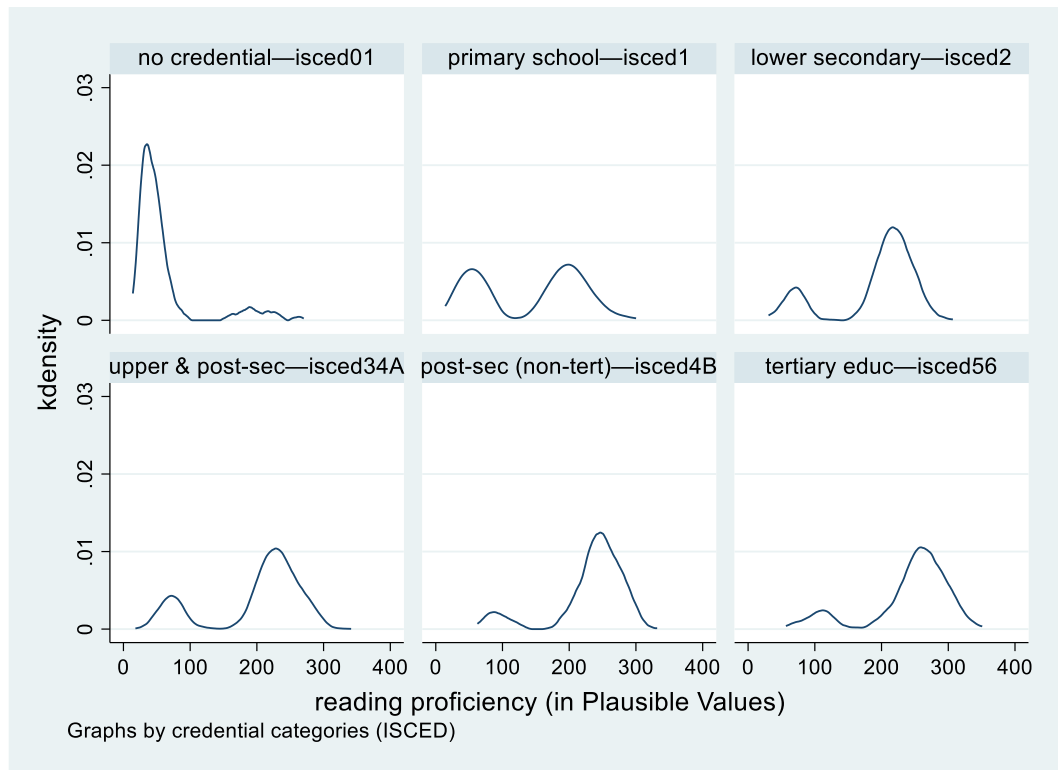 no credential—isced01
primary school—isced1
lower secondary—isced2
.03
.02
.01
0
upper & post-sec—isced34A
post-sec (non-tert)—isced4B
tertiary educ—isced56
.03
.02
.01
0
kdensity
0 100 200 300 400
0 100 200 300 400
0 100 200 300 400
reading proficiency (in Plausible Values)
Graphs by credential categories (ISCED)